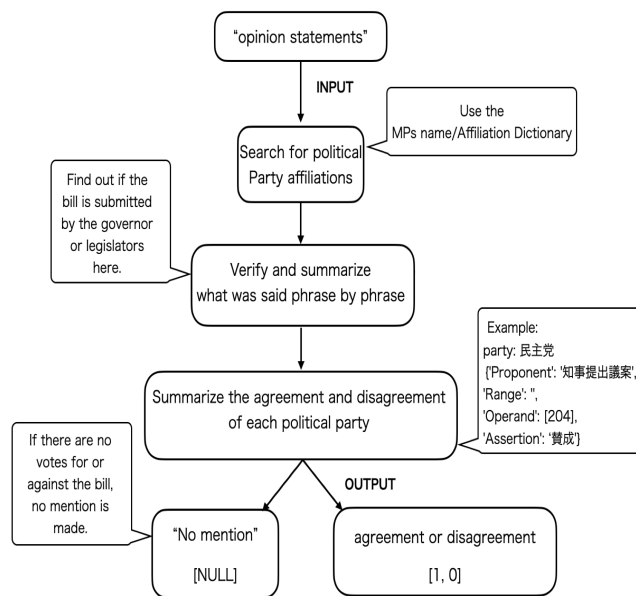 “opinion statements”
INPUT
Use the
MPs name/Affiliation Dictionary
Search for political
Party affiliations
Find out if the
bill is submitted
by the governor
or legislators
here.
Verify and summarize
what was said phrase by phrase
Example:
party: 民主党
{'Proponent': '知事提出議案',
'Range': '',
'Operand': [204],
'Assertion': '賛成'}
Summarize the agreement and disagreement
of each political party
If there are no
votes for or
against the bill,
no mention is
made.
OUTPUT
“No mention”
[NULL]
agreement or disagreement
[1, 0]